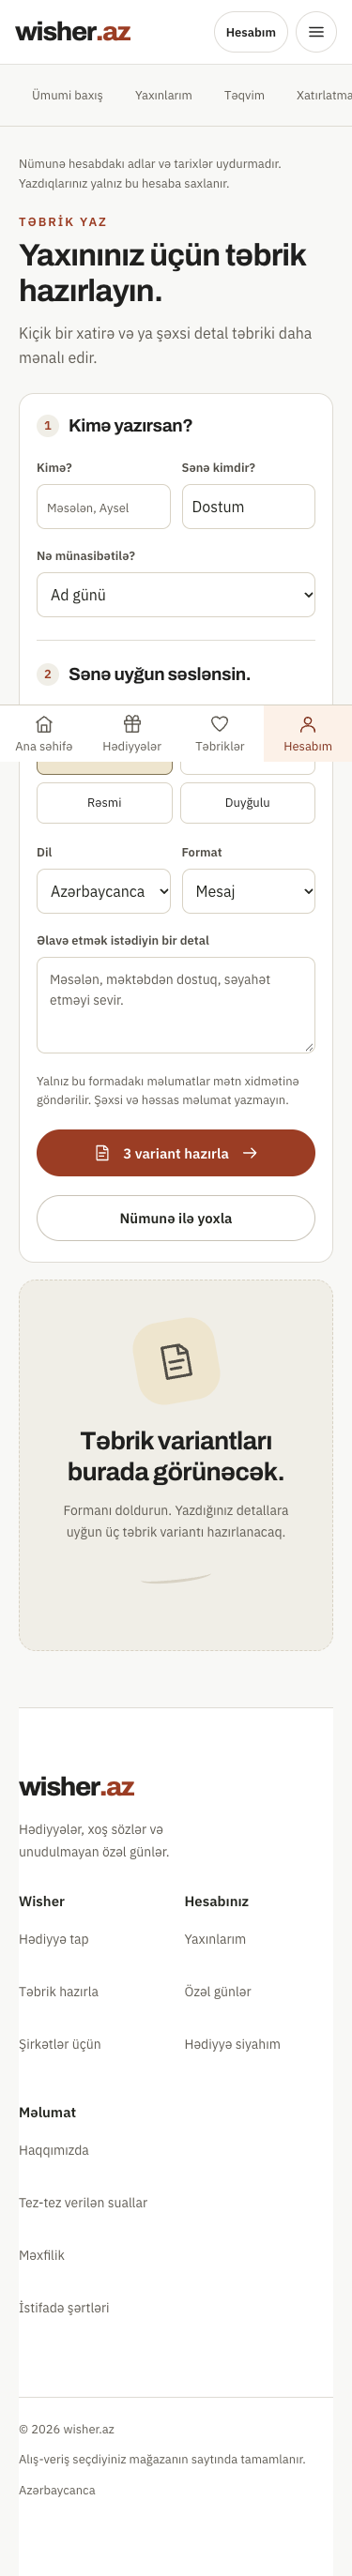 wisher.az
Hesabım
Ümumi baxış Yaxınlarım Təqvim Xatırlatma
Nümunə hesabdakı adlar və tarixlər uydurmadır.
Yazdıqlarınız yalnız bu hesaba saxlanır.
TƏBRİK YAZ
Yaxınınız üçün təbrik
hazırlayın.
Kiçik bir xatirə və ya şəxsi detal təbriki daha
mənalı edir.
1 Kimə yazırsan?
Kimə? Sənə kimdir?
Məsələn, Aysel Dostum
Nə münasibətilə?
Ad günü
2 Sənə uyğun səslənsin.
Ana səhifə Hədiyyələr Təbriklər Hesabım
Rəsmi Duyğulu
Dil Format
Azərbaycanca Mesaj
Əlavə etmək istədiyin bir detal
Məsələn, məktəbdən dostuq, səyahət
etməyi sevir.
Yalnız bu formadakı məlumatlar mətn xidmətinə
göndərilir. Şəxsi və həssas məlumat yazmayın.
3 variant hazırla
Nümunə ilə yoxla
Təbrik variantları
burada görünəcək.
Formanı doldurun. Yazdığınız detallara
uyğun üç təbrik variantı hazırlanacaq.
wisher.az
Hədiyyələr, xoş sözlər və
unudulmayan özəl günlər.
Wisher Hesabınız
Hədiyyə tap Yaxınlarım
Təbrik hazırla Özəl günlər
Şirkətlər üçün Hədiyyə siyahım
Məlumat
Haqqımızda
Tez-tez verilən suallar
Məxfilik
İstifadə şərtləri
© 2026 wisher.az
Alış-veriş seçdiyiniz mağazanın saytında tamamlanır.
Azərbaycanca